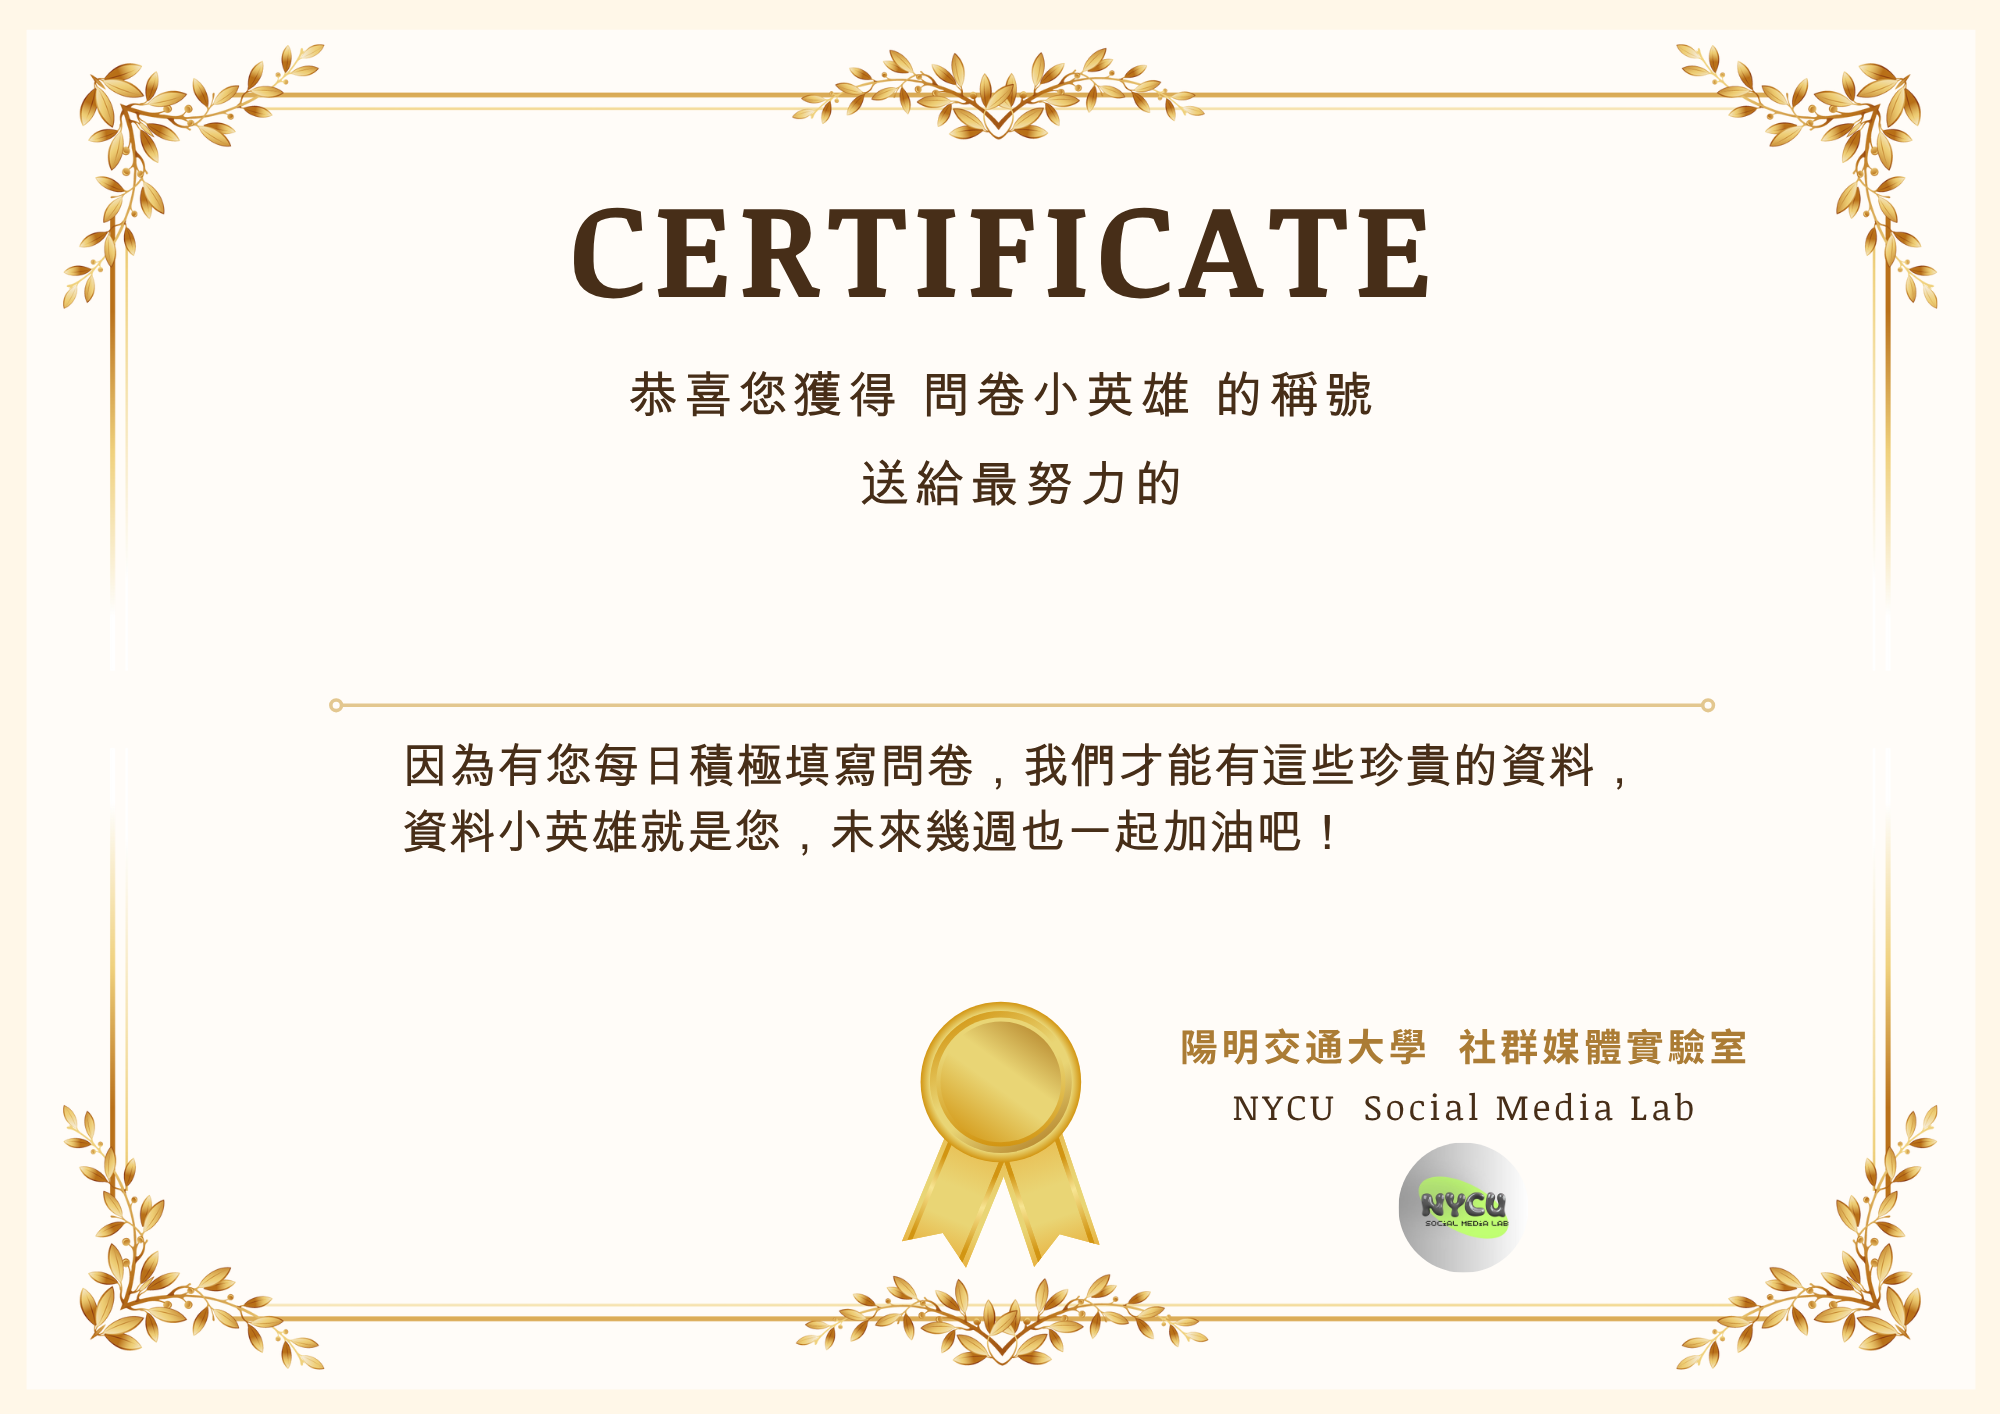 CERTIFICATE
恭喜您獲得 問卷小英雄 的稱號
送給最努力的
因為有您每日積極填寫問卷，我們才能有這些珍貴的資料，
資料小英雄就是您，未來幾週也一起加油吧！
陽明交通大學 社群媒體實驗室
NYCU Social Media Lab
NYCU
SOCiAL MEDiA LAB